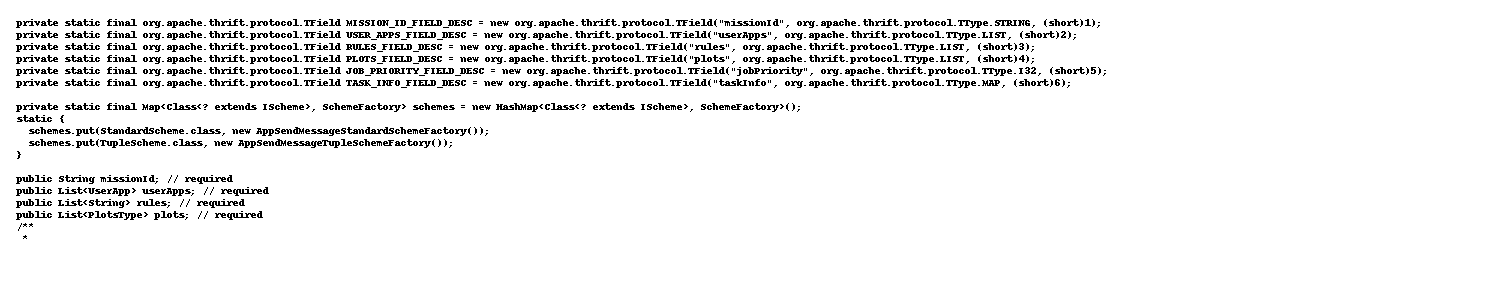 private static final org.apache.thrift.protocol.TField MISSION_ID_FIELD_DESC = new org.apache.thrift.protocol.TField("missionId", org.apache.thrift.protocol.TType.STRING, (short)1);
private static final org.apache.thrift.protocol.TField USER_APPS_FIELD_DESC = new org.apache.thrift.protocol.TField("userApps", org.apache.thrift.protocol.TType.LIST, (short)2);
private static final org.apache.thrift.protocol.TField RULES_FIELD_DESC = new org.apache.thrift.protocol.TField("rules", org.apache.thrift.protocol.TType.LIST, (short)3);
private static final org.apache.thrift.protocol.TField PLOTS_FIELD_DESC = new org.apache.thrift.protocol.TField("plots", org.apache.thrift.protocol.TType.LIST, (short)4);
private static final org.apache.thrift.protocol.TField JOB_PRIORITY_FIELD_DESC = new org.apache.thrift.protocol.TField("jobPriority", org.apache.thrift.protocol.TType.I32, (short)5);
private static final org.apache.thrift.protocol.TField TASK_INFO_FIELD_DESC = new org.apache.thrift.protocol.TField("taskInfo", org.apache.thrift.protocol.TType.MAP, (short)6);
private static final Map<Class<? extends IScheme>, SchemeFactory> schemes = new HashMap<Class<? extends IScheme>, SchemeFactory>();
static {
  schemes.put(StandardScheme.class, new AppSendMessageStandardSchemeFactory());
  schemes.put(TupleScheme.class, new AppSendMessageTupleSchemeFactory());
}
public String missionId; // required
public List<UserApp> userApps; // required
public List<String> rules; // required
public List<PlotsType> plots; // required
/**
 *